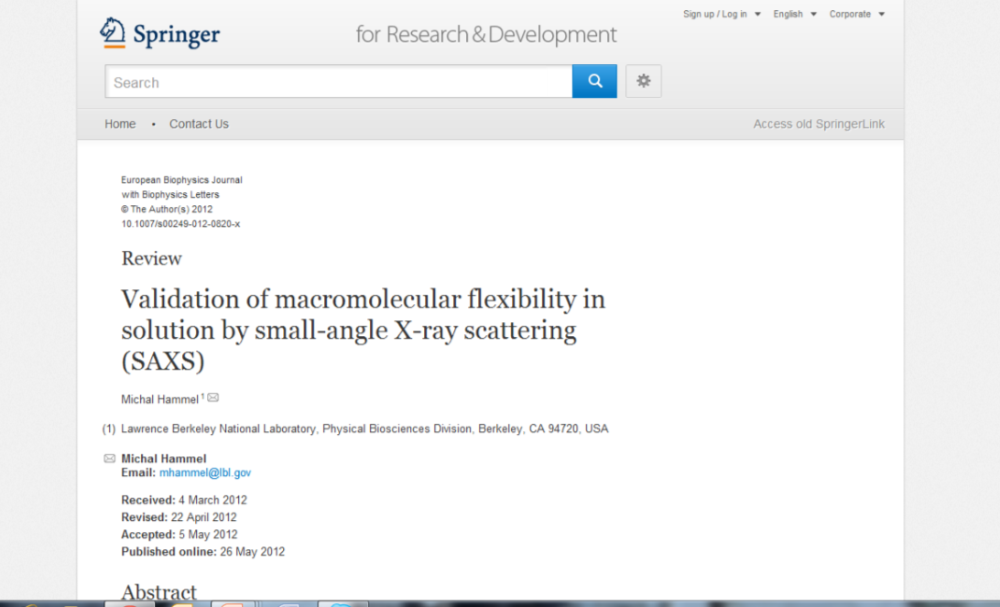 Sign up / Log in English Corporate
Springer for Research & Development
Search
Home • Contact Us Access old SpringerLink
European Biophysics Journal
with Biophysics Letters
© The Author(s) 2012
10.1007/s00249-012-0820-x
Review
Validation of macromolecular flexibility in
solution by small-angle X-ray scattering
(SAXS)
Michal Hammel 1
(1) Lawrence Berkeley National Laboratory, Physical Biosciences Division, Berkeley, CA 94720, USA
Michal Hammel
Email: mhammel@lbl.gov
Received: 4 March 2012
Revised: 22 April 2012
Accepted: 5 May 2012
Published online: 26 May 2012
Abstract